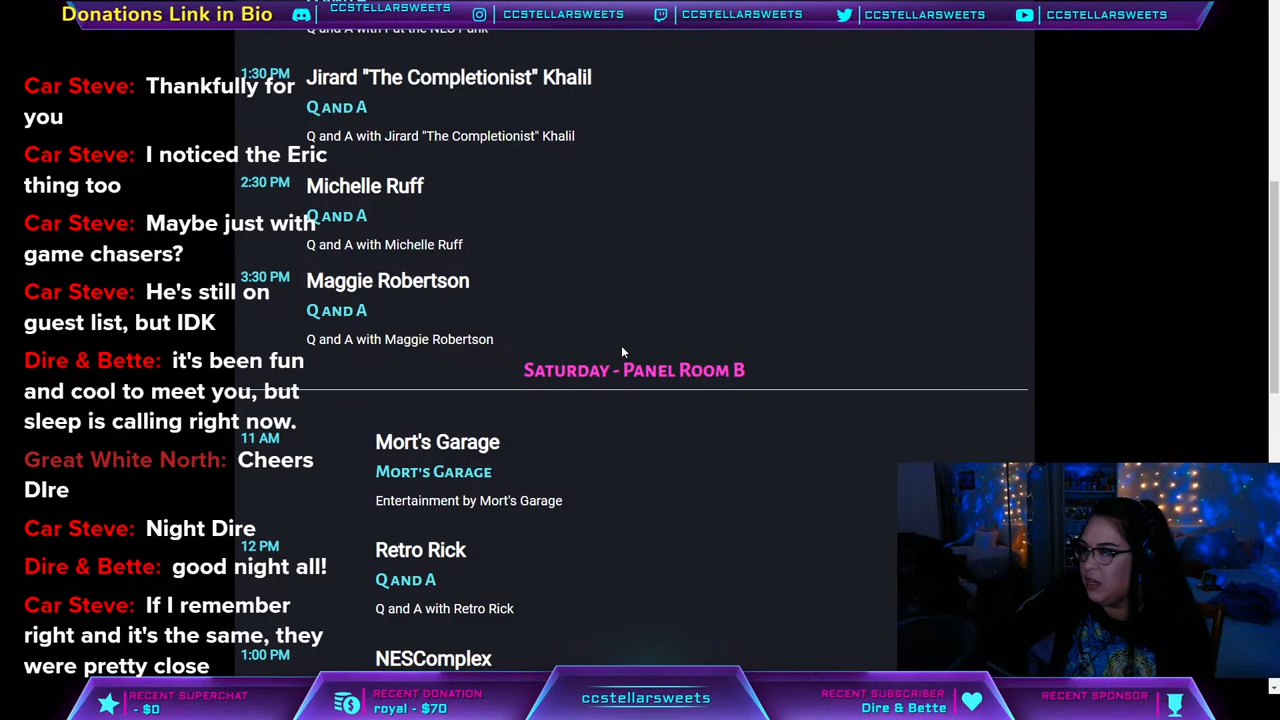 Donations Link in Bio
CCSTELLARSWEETS
CCSTELLARSWEETS
CCSTELLARSWEETS
CCSTELLARSWEETS
CCSTELLARSWEETS
Q and A with Pat the NES Punk
1:30 PM
Jirard "The Completionist" Khalil
Q AND A
Q and A with Jirard "The Completionist" Khalil
2:30 PM
Michelle Ruff
Q AND A
Q and A with Michelle Ruff
3:30 PM
Maggie Robertson
Q AND A
Q and A with Maggie Robertson
SATURDAY - PANEL ROOM B
11 AM
Mort's Garage
MORT'S GARAGE
Entertainment by Mort's Garage
12 PM
Retro Rick
Q AND A
Q and A with Retro Rick
1:00 PM
NESComplex
Car Steve: Thankfully for
you
Car Steve: I noticed the Eric
thing too
Car Steve: Maybe just with
game chasers?
Car Steve: He's still on
guest list, but IDK
Dire & Bette: it's been fun
and cool to meet you, but
sleep is calling right now.
Great White North: Cheers
DIre
Car Steve: Night Dire
Dire & Bette: good night all!
Car Steve: If I remember
right and it's the same, they
were pretty close
RECENT SUPERCHAT
- $0
RECENT DONATION
royal - $70
ccstellarsweets
RECENT SUBSCRIBER
Dire & Bette
RECENT SPONSOR